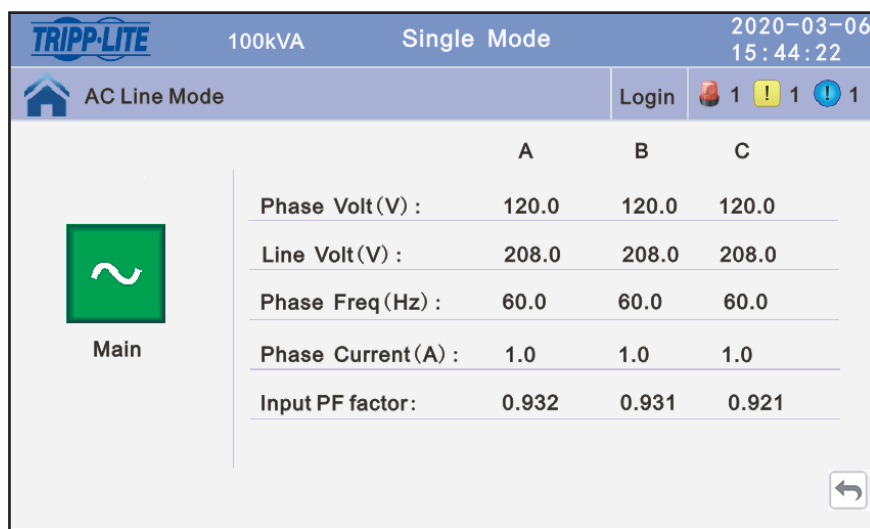 TRIPP·LITE 100kVA Single Mode 2020-03-06
15:44:22
AC Line Mode Login 1 ! 1 ! 1
A B C
Phase Volt(V): 120.0 120.0 120.0
Line Volt(V): 208.0 208.0 208.0
Phase Freq(Hz): 60.0 60.0 60.0
Main
Phase Current(A): 1.0 1.0 1.0
Input PF factor: 0.932 0.931 0.921